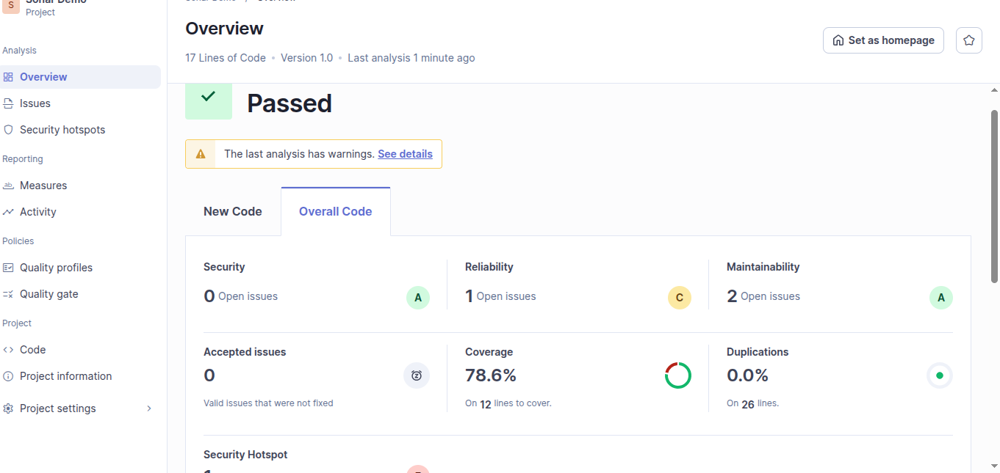 S
Sonar Demo
Project
Analysis
Overview
Issues
Security hotspots
Reporting
Measures
Activity
Policies
Quality profiles
Quality gate
Project
Code
Project information
Project settings
Sonar Demo / Overview
Overview
17 Lines of Code • Version 1.0 • Last analysis 1 minute ago
Set as homepage
Passed
The last analysis has warnings. See details
New Code
Overall Code
Security
0 Open issues
A
Reliability
1 Open issues
C
Maintainability
2 Open issues
A
Accepted issues
0
Valid issues that were not fixed
Coverage
78.6%
On 12 lines to cover.
Duplications
0.0%
On 26 lines.
Security Hotspot